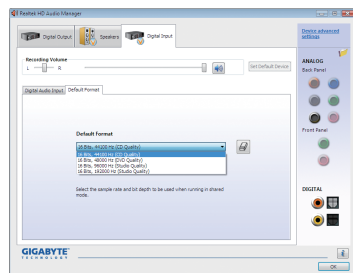 Realtek HD Audio Manager
Digital Output
Speakers
Digital Input
Device advanced settings
Recording Volume
L
R
Set Default Device
ANALOG
Back Panel
Digital Audio Input
Default Format
Default Format
16 Bits, 44100 Hz (CD Quality)
16 Bits, 44100 Hz (CD Quality)
16 Bits, 48000 Hz (DVD Quality)
16 Bits, 96000 Hz (Studio Quality)
16 Bits, 192000 Hz (Studio Quality)
Select the sample rate and bit depth to be used when running in shared
mode.
Front Panel
DIGITAL
GIGABYTE
TECHNOLOGY
OK